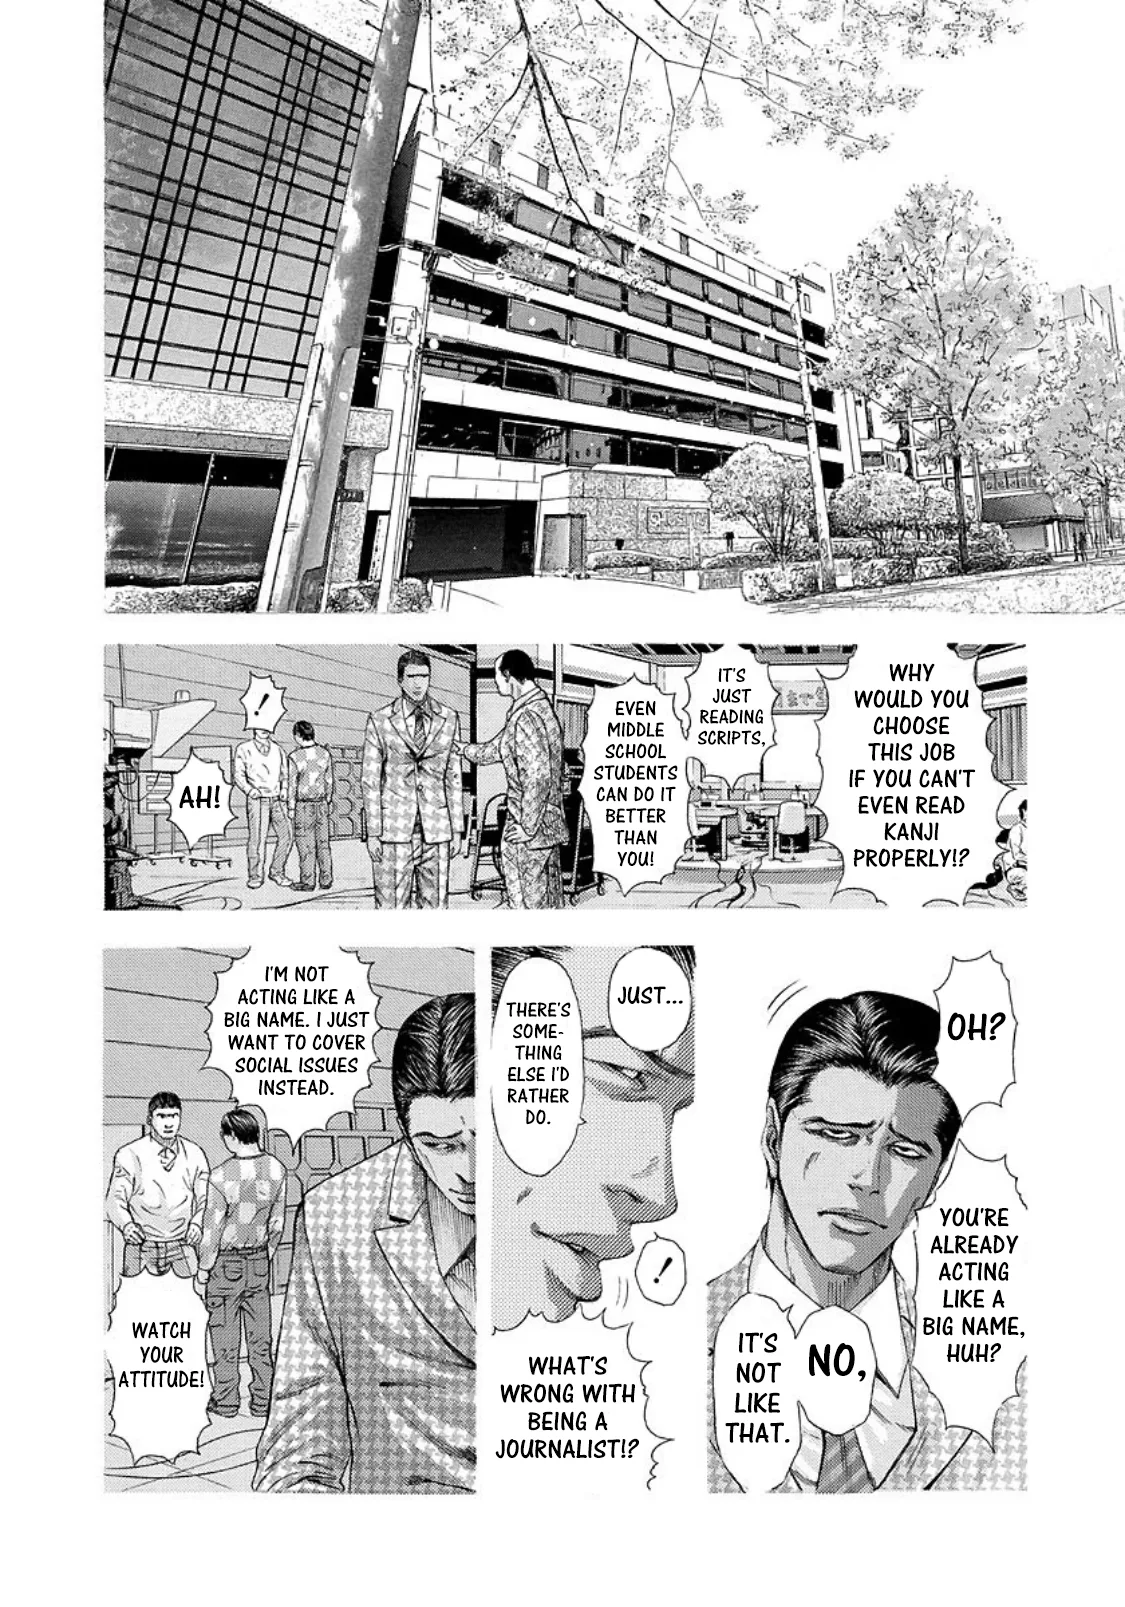 WHY
WOULD YOU
CHOOSE
THIS JOB
IF YOU CAN'T
EVEN READ
KANJI
PROPERLY!?
IT'S
JUST
READING
SCRIPTS,
EVEN
MIDDLE
SCHOOL
STUDENTS
CAN DO IT
BETTER
THAN
YOU!
!
AH!
OH?
YOU'RE
ALREADY
ACTING
LIKE A
BIG NAME,
HUH?
NO,
IT'S
NOT
LIKE
THAT.
JUST...
THERE'S
SOME-
THING
ELSE I'D
RATHER
DO.
!
WHAT'S
WRONG WITH
BEING A
JOURNALIST!?
I'M NOT
ACTING LIKE A
BIG NAME. I JUST
WANT TO COVER
SOCIAL ISSUES
INSTEAD.
WATCH
YOUR
ATTITUDE!